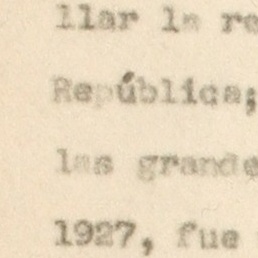 llar la re
República;
las grande
1927, fue